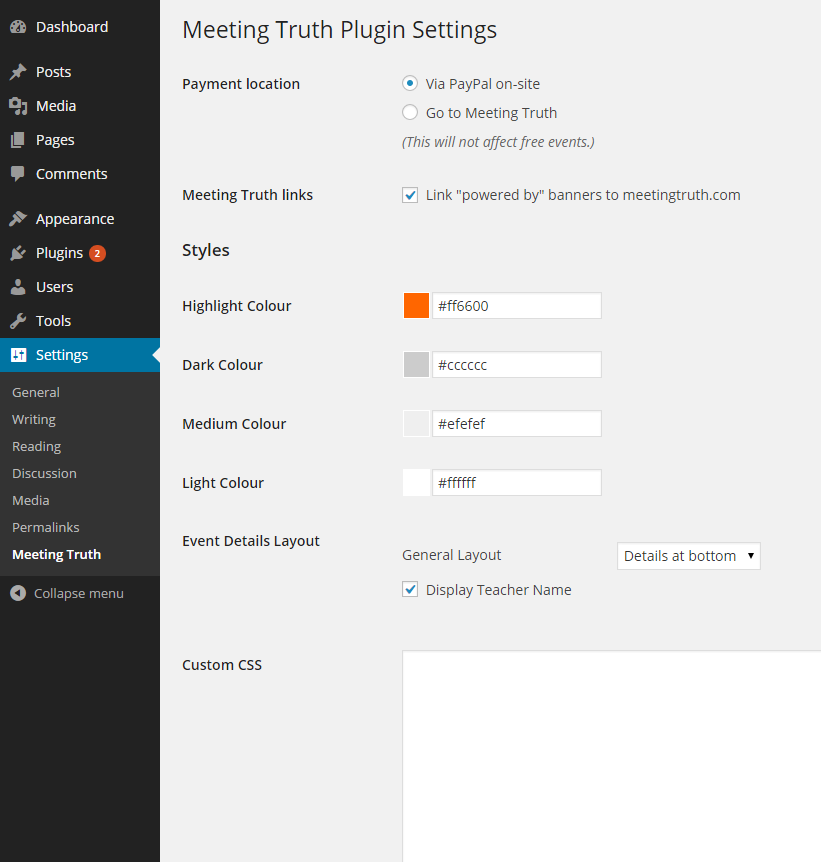 Dashboard
Posts
Media
Pages
Comments
Appearance
Plugins 2
Users
Tools
Settings
General
Writing
Reading
Discussion
Media
Permalinks
Meeting Truth
Collapse menu
Meeting Truth Plugin Settings
Payment location
Via PayPal on-site
Go to Meeting Truth
(This will not affect free events.)
Meeting Truth links
Link "powered by" banners to meetingtruth.com
Styles
Highlight Colour
#ff6600
Dark Colour
#cccccc
Medium Colour
#efefef
Light Colour
#ffffff
Event Details Layout
General Layout
Details at bottom
Display Teacher Name
Custom CSS